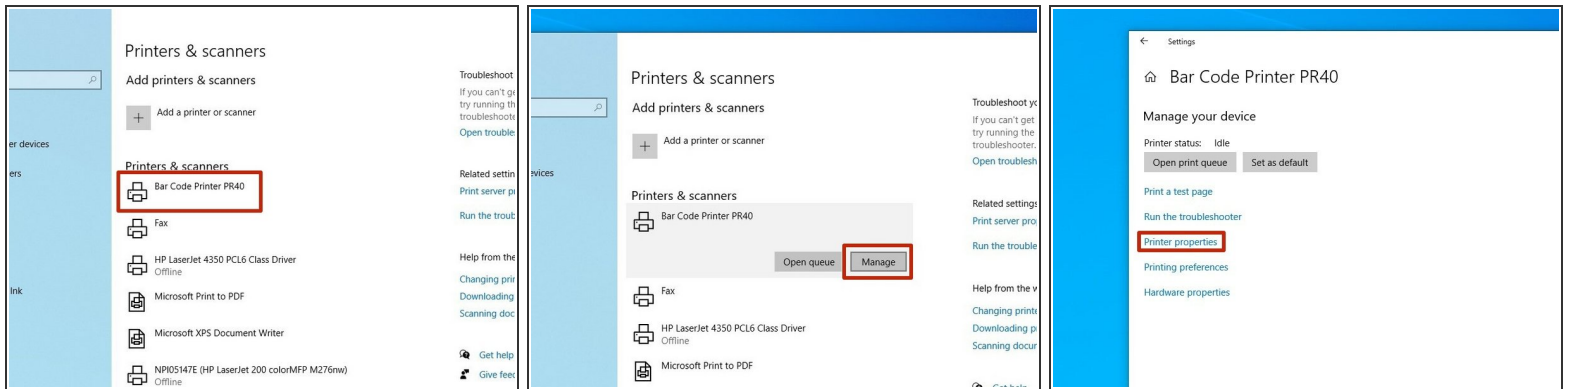 Printers & scanners
Add printers & scanners
Add a printer or scanner
er devices
ers
Ink
Printers & scanners
Bar Code Printer PR40
Fax
HP LaserJet 4350 PCL6 Class Driver
Offline
Microsoft Print to PDF
Microsoft XPS Document Writer
NPI05147E (HP LaserJet 200 colorMFP M276nw)
Offline
Troubleshoot
If you can't ge
try running th
troubleshoote
Open trouble
Related settin
Print server pr
Run the troub
Help from the
Changing prin
Downloading
Scanning doc
Get help
Give feed
Printers & scanners
Add printers & scanners
Add a printer or scanner
evices
Printers & scanners
Bar Code Printer PR40
Open queue Manage
Fax
HP LaserJet 4350 PCL6 Class Driver
Offline
Microsoft Print to PDF
Troubleshoot yo
If you can't get
try running the
troubleshooter.
Open troublesh
Related settings
Print server pro
Run the trouble
Help from the w
Changing printe
Downloading pr
Scanning docur
Settings
Bar Code Printer PR40
Manage your device
Printer status: Idle
Open print queue Set as default
Print a test page
Run the troubleshooter
Printer properties
Printing preferences
Hardware properties